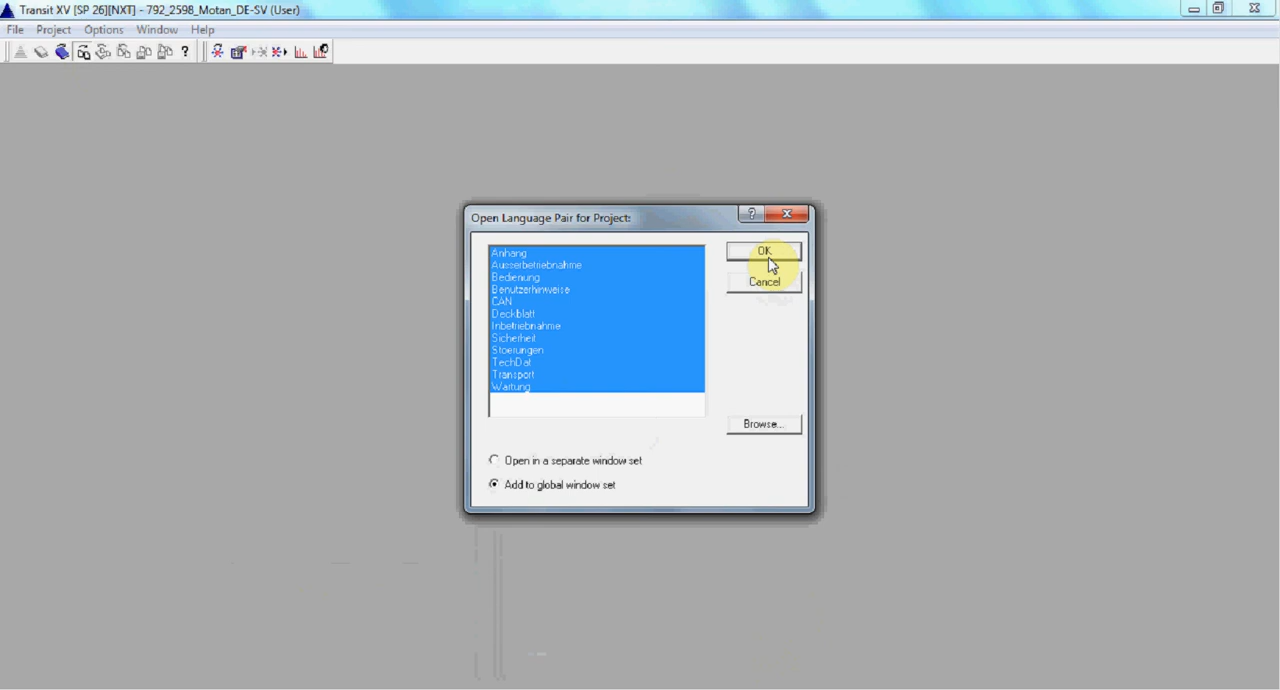 Transit XV [SP 26][NXT] - 792_2598_Motan_DE-SV (User)
File Project Options Window Help
Open Language Pair for Project:
Anhang
Ausserbetriebnahme
Bedienung
Benutzerhinweise
CAN
Deckblatt
Inbetriebnahme
Sicherheit
Stoerungen
TechDat
Transport
Wartung
OK
Cancel
Browse...
Open in a separate window set
Add to global window set